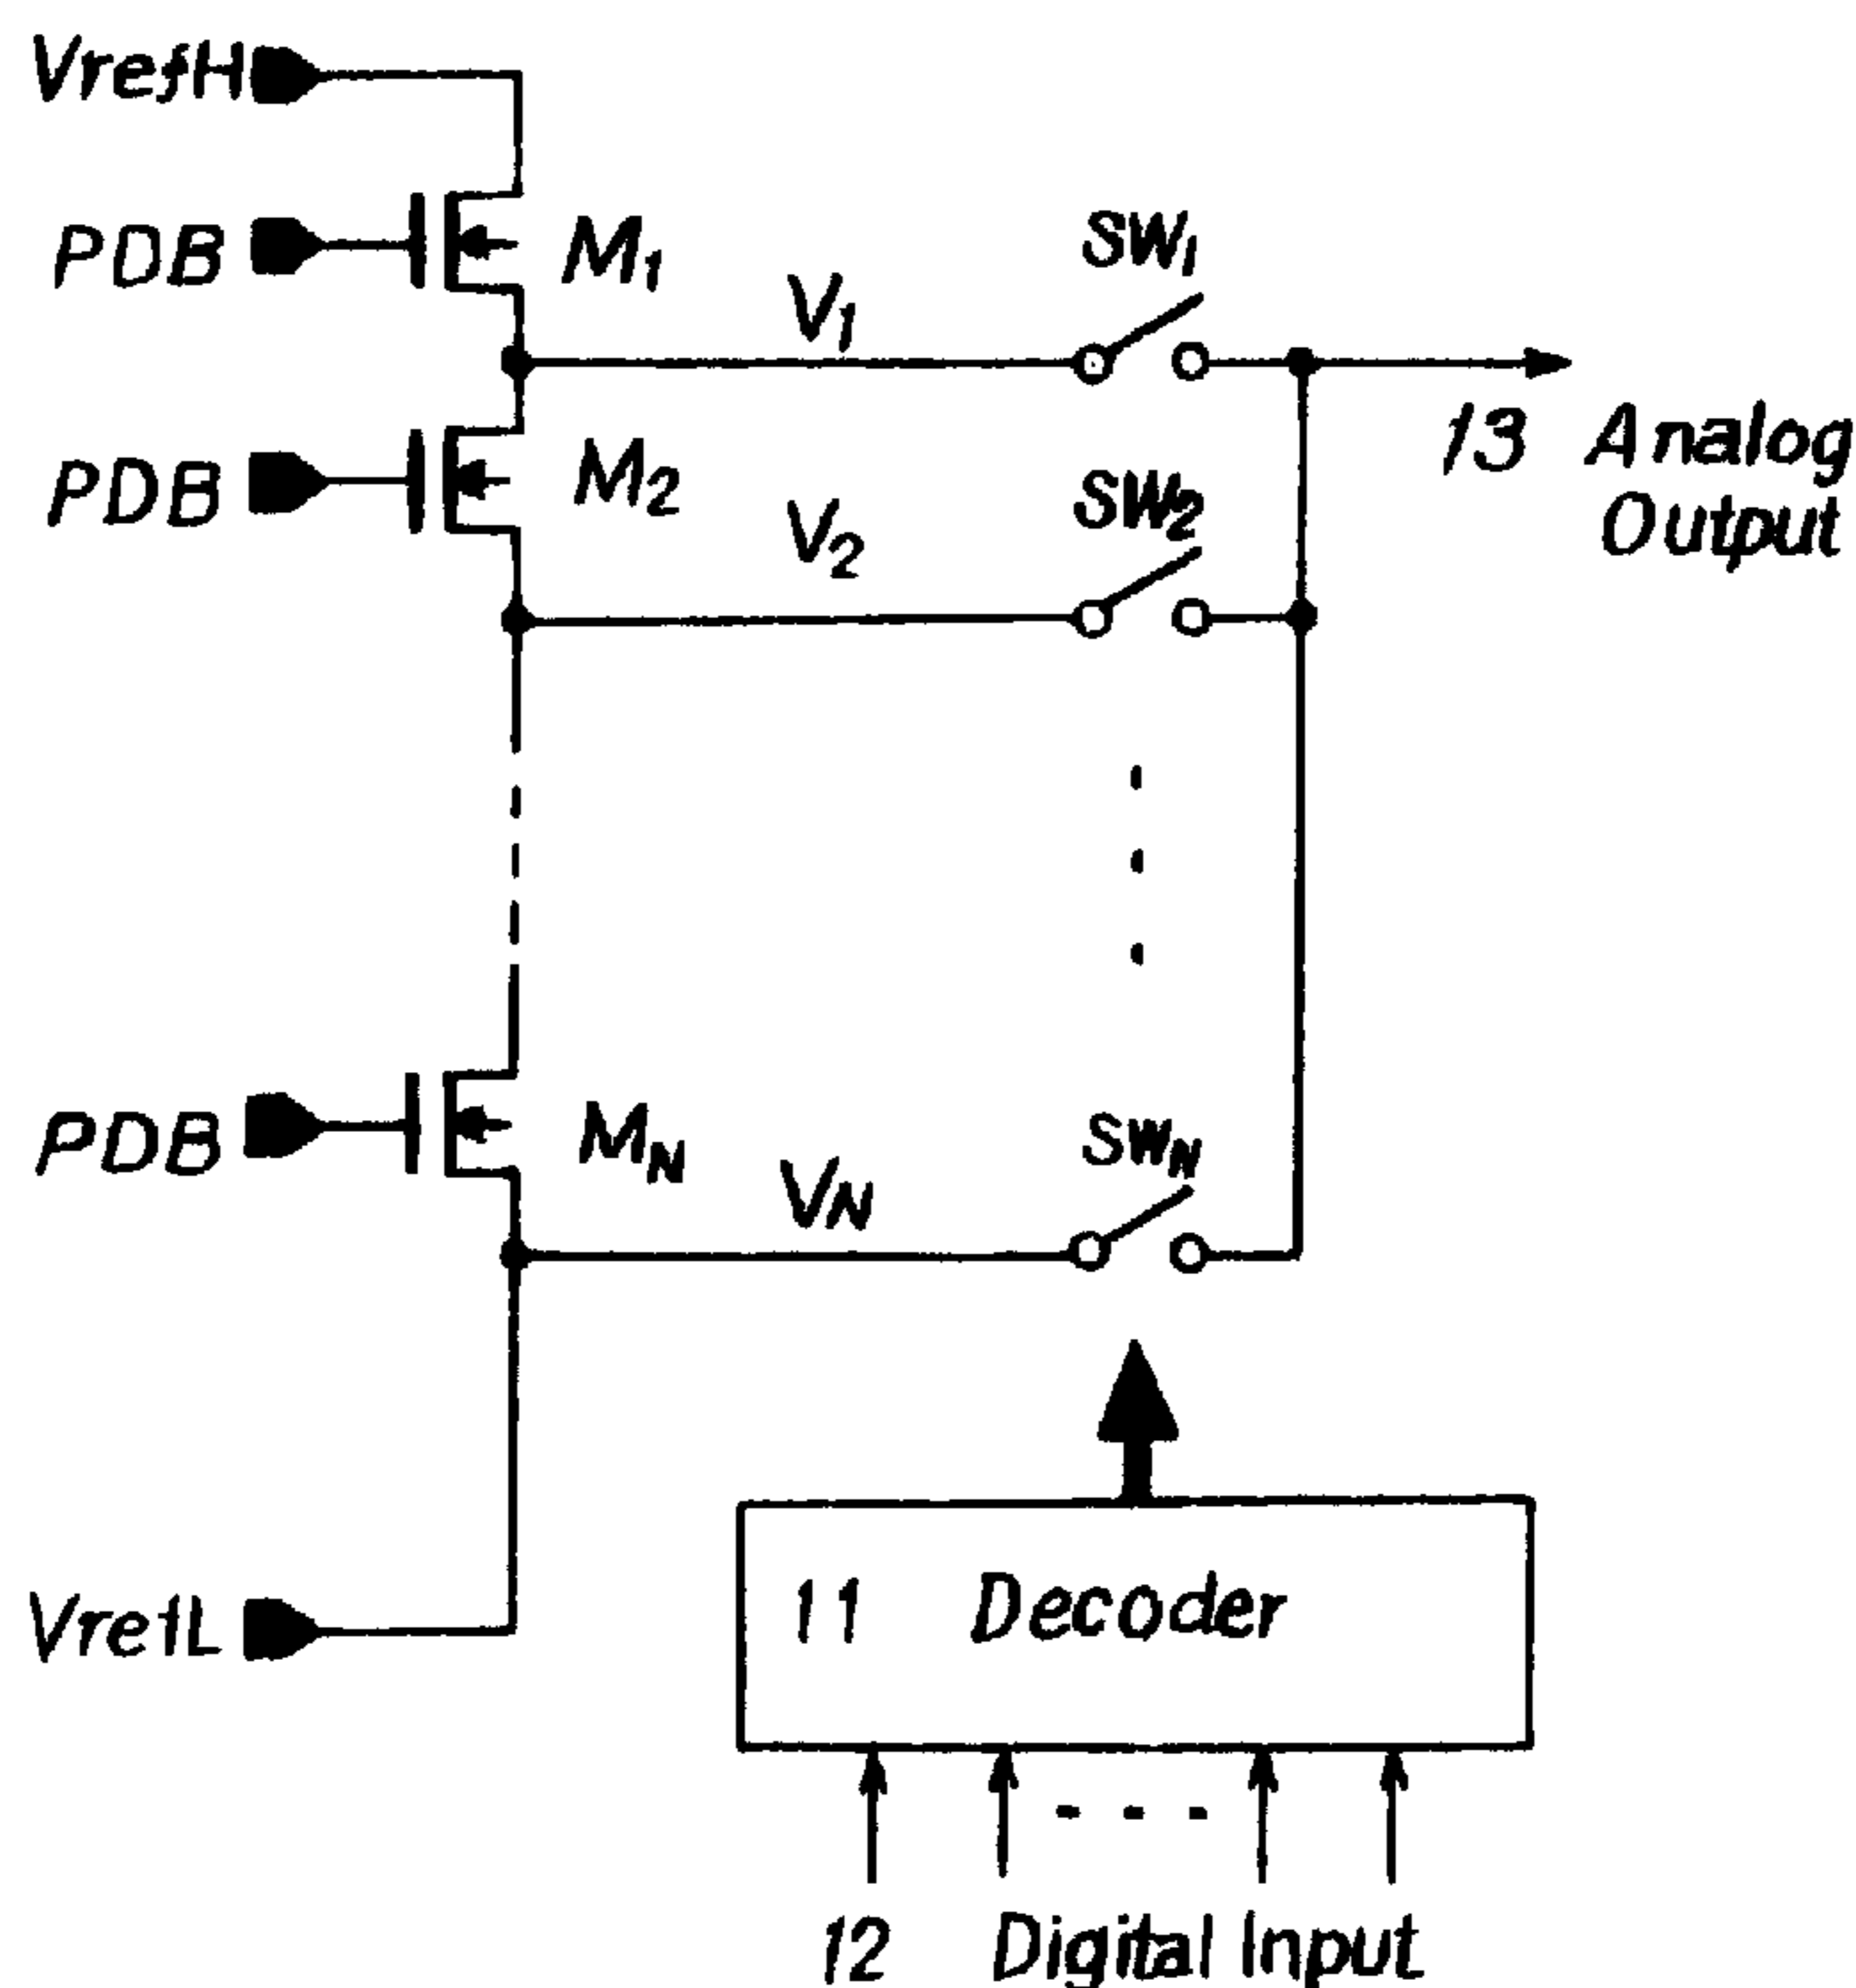 VrefH
PDB
M1
SW1
V1
13 Analog
Output
PDB
M2
SW2
V2
PDB
MN
SWN
VN
VrefL
11 Decoder
12 Digital Input